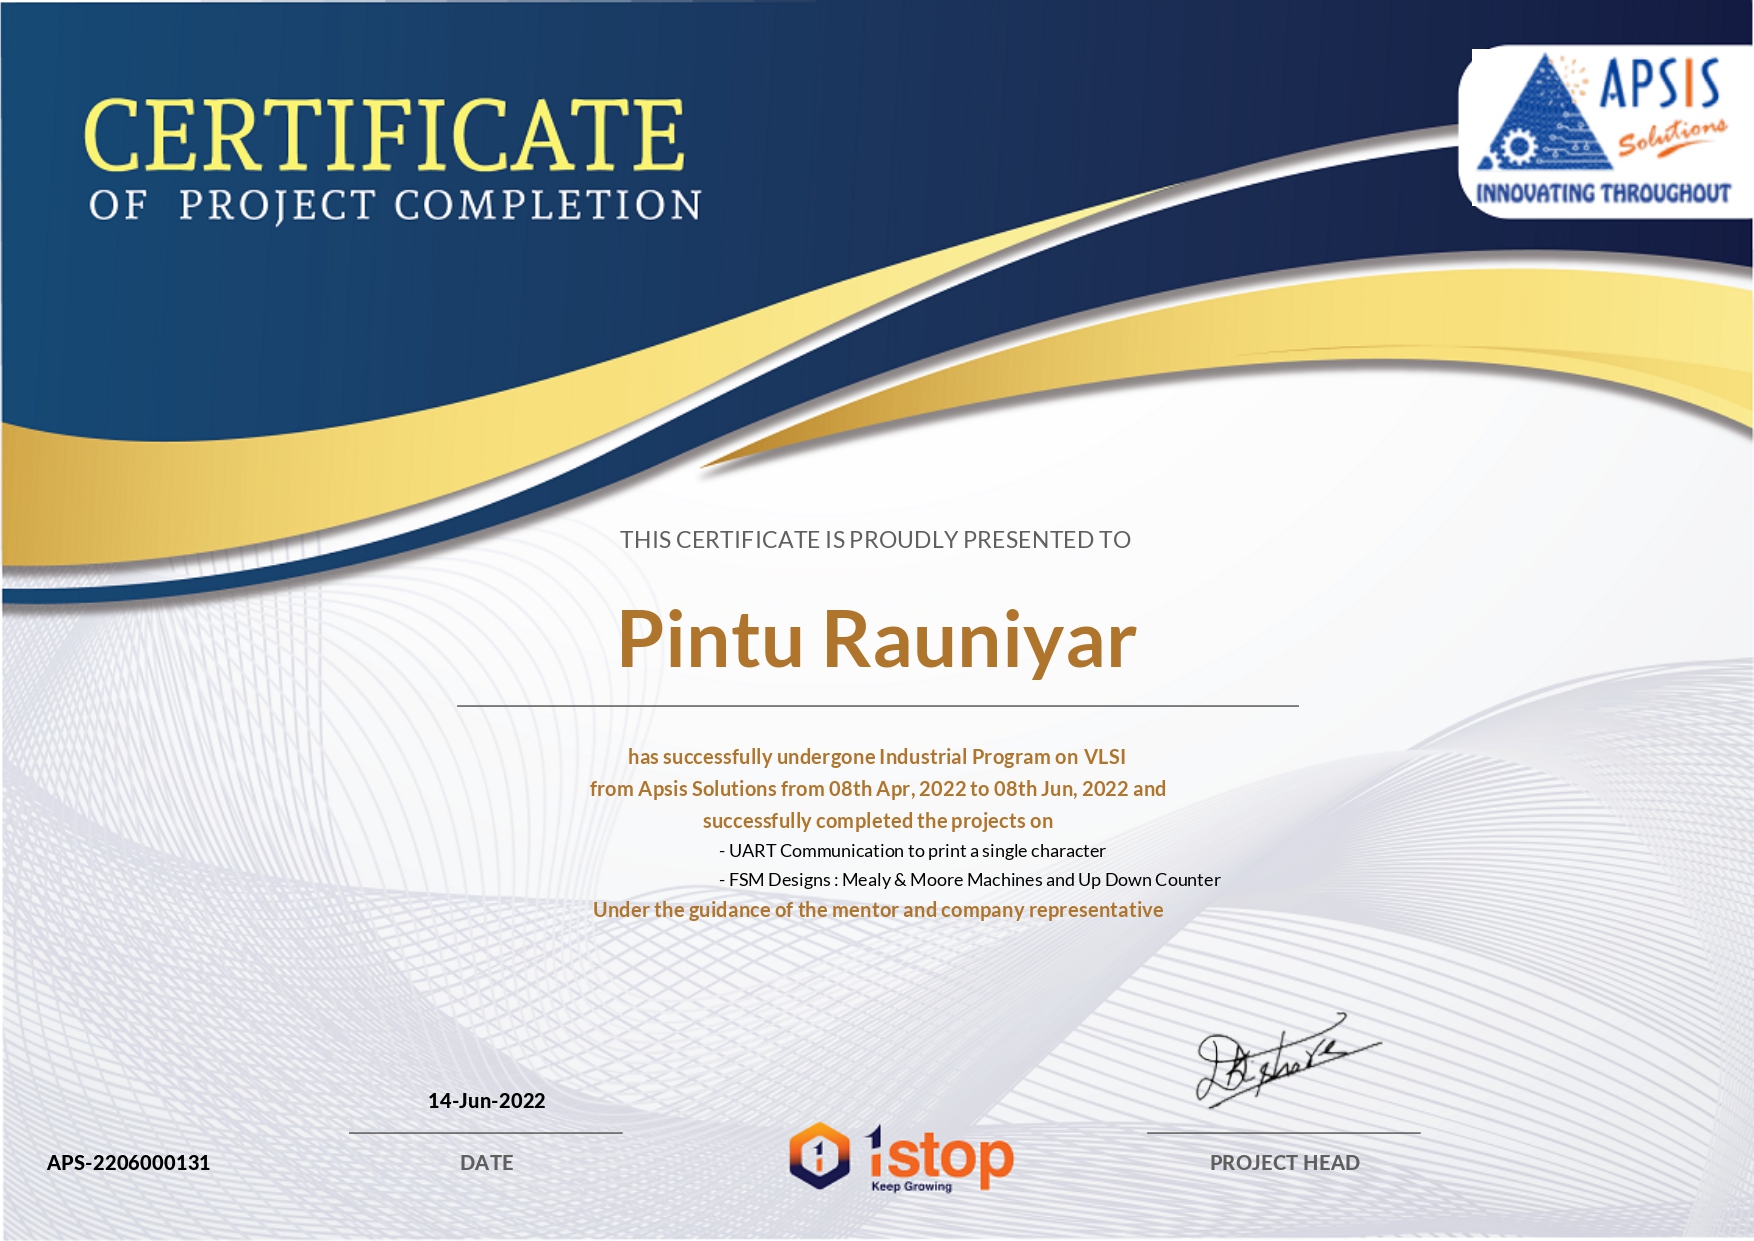 CERTIFICATE
OF PROJECT COMPLETION
APSIS
Solutions
INNOVATING THROUGHOUT
THIS CERTIFICATE IS PROUDLY PRESENTED TO
Pintu Rauniyar
has successfully undergone Industrial Program on VLSI
from Apsis Solutions from 08th Apr, 2022 to 08th Jun, 2022 and
successfully completed the projects on
- UART Communication to print a single character
- FSM Designs : Mealy & Moore Machines and Up Down Counter
Under the guidance of the mentor and company representative
14-Jun-2022
APS-2206000131
DATE
1stop
Keep Growing
PROJECT HEAD